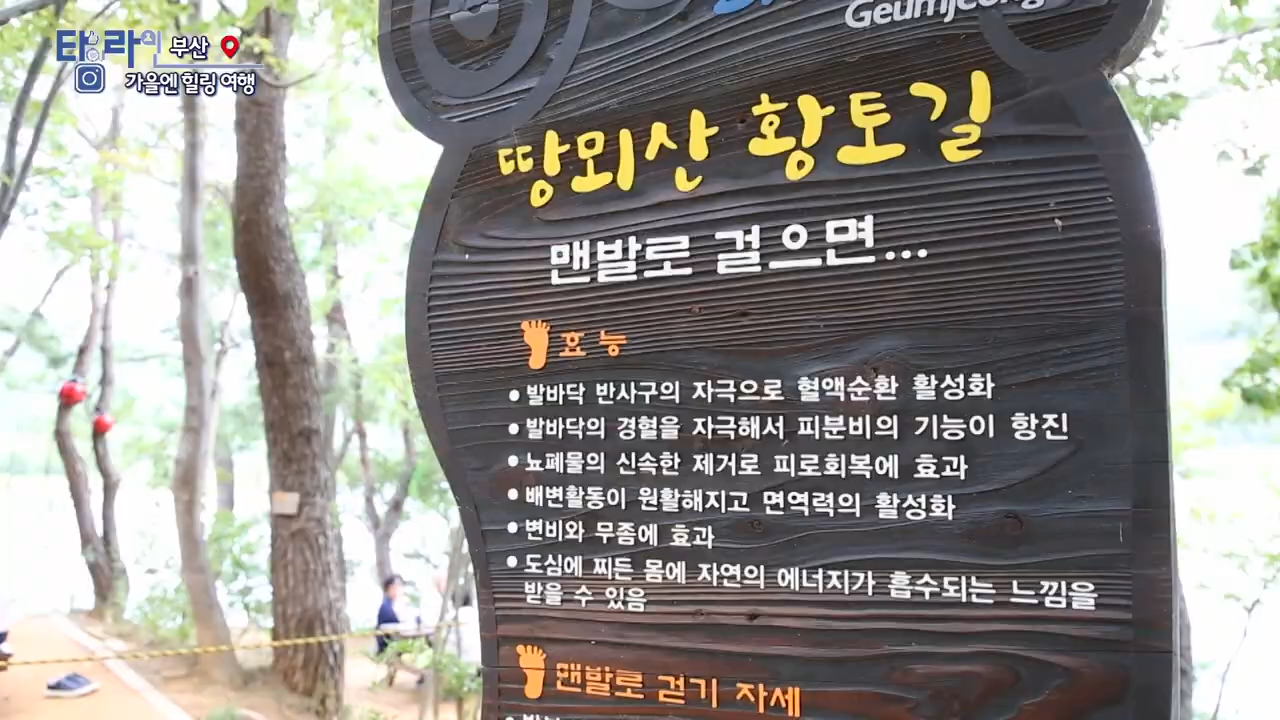 타라의 부산
가을엔 힐링 여행
Geumjeong
땅뫼산 황토길
맨발로 걸으면...
효능
• 발바닥 반사구의 자극으로 혈액순환 활성화
• 발바닥의 경혈을 자극해서 피분비의 기능이 항진
• 뇨폐물의 신속한 제거로 피로회복에 효과
• 배변활동이 원활해지고 면역력의 활성화
• 변비와 무좀에 효과
• 도심에 찌든 몸에 자연의 에너지가 흡수되는 느낌을
받을 수 있음
맨발로 걷기 자세